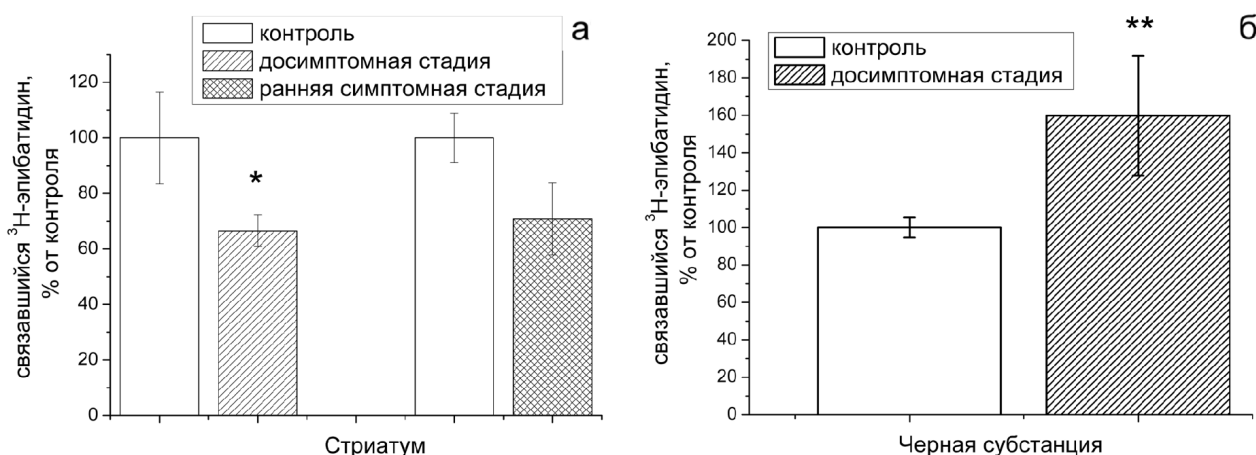 а
контроль
досимптомная стадия
ранняя симптомная стадия
связавшийся ³Н-эпибатидин,
% от контроля
120
100
80
60
40
20
0
*
Стриатум
б
контроль
досимптомная стадия
связавшийся ³Н-эпибатидин,
% от контроля
200
180
160
140
120
100
80
60
40
20
0
**
Черная субстанция